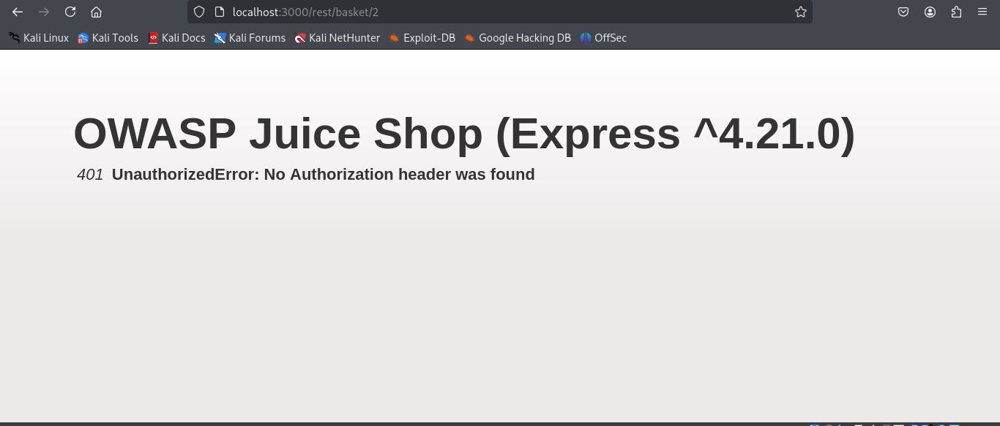 localhost:3000/rest/basket/2
Kali Linux Kali Tools Kali Docs Kali Forums Kali NetHunter Exploit-DB Google Hacking DB OffSec
OWASP Juice Shop (Express ^4.21.0)
401 UnauthorizedError: No Authorization header was found